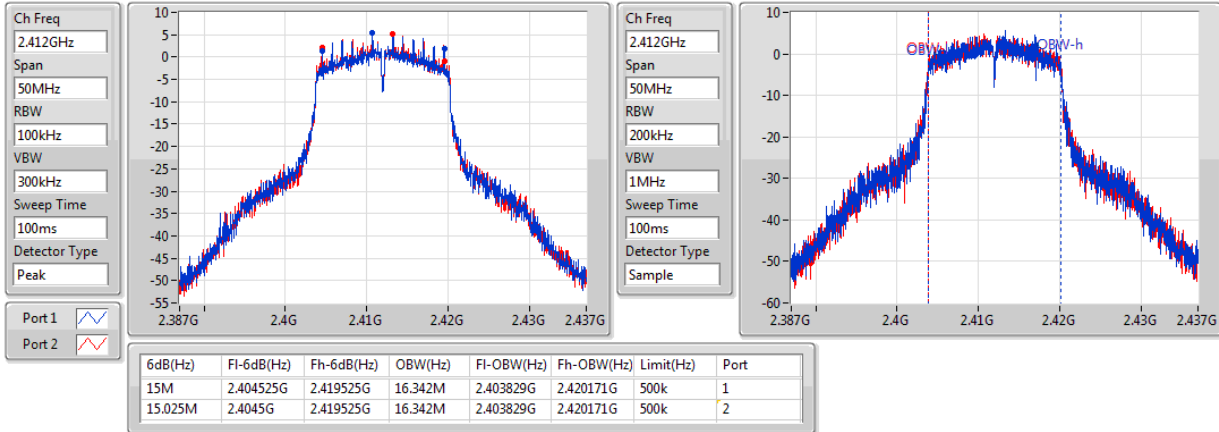 Ch Freq
2.412GHz
Span
50MHz
RBW
100kHz
VBW
300kHz
Sweep Time
100ms
Detector Type
Peak
Port 1
Port 2
10
5
0
-5
-10
-15
-20
-25
-30
-35
-40
-45
-50
-55
2.387G 2.4G 2.41G 2.42G 2.43G 2.437G
Ch Freq
2.412GHz
Span
50MHz
RBW
200kHz
VBW
1MHz
Sweep Time
100ms
Detector Type
Sample
10
0
-10
-20
-30
-40
-50
-60
OBW-h
2.387G 2.4G 2.41G 2.42G 2.43G 2.437G
6dB(Hz) Fl-6dB(Hz) Fh-6dB(Hz) OBW(Hz) Fl-OBW(Hz) Fh-OBW(Hz) Limit(Hz) Port
15M 2.404525G 2.419525G 16.342M 2.403829G 2.420171G 500k 1
15.025M 2.4045G 2.419525G 16.342M 2.403829G 2.420171G 500k 2